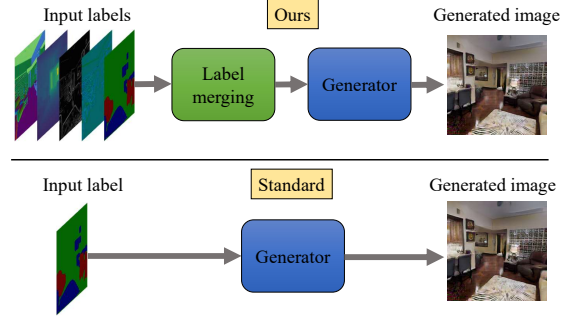 Input labels
Ours
Generated image
Label
merging
Generator
Input label
Standard
Generated image
Generator